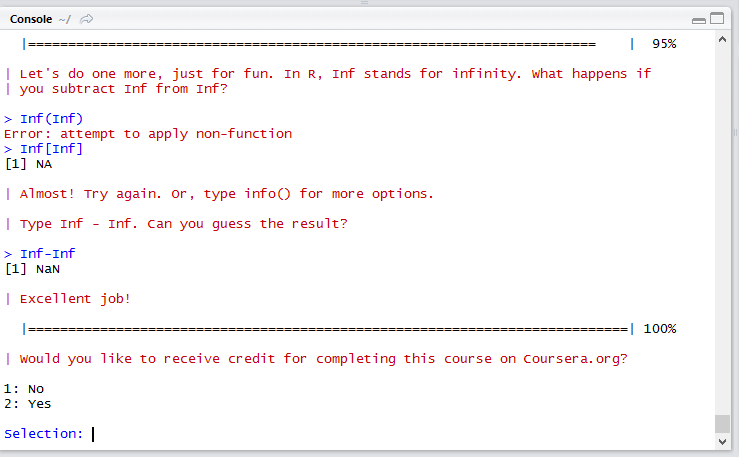 Console ~/
|======================================================================= | 95%
| Let's do one more, just for fun. In R, Inf stands for infinity. What happens if
| you subtract Inf from Inf?
> Inf(Inf)
Error: attempt to apply non-function
> Inf[Inf]
[1] NA
| Almost! Try again. Or, type info() for more options.
| Type Inf - Inf. Can you guess the result?
> Inf-Inf
[1] NaN
| Excellent job!
|===========================================================================| 100%
| Would you like to receive credit for completing this course on Coursera.org?
1: No
2: Yes
Selection: